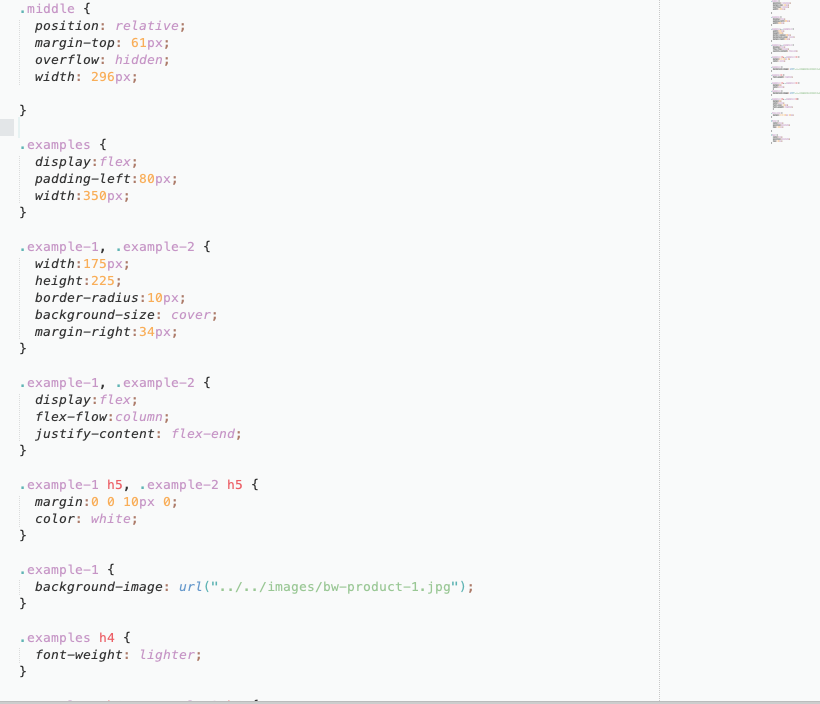 .middle {
position: relative;
margin-top: 61px;
overflow: hidden;
width: 296px;
}
.examples {
display:flex;
padding-left:80px;
width:350px;
}
.example-1, .example-2 {
width:175px;
height:225;
border-radius:10px;
background-size: cover;
margin-right:34px;
}
.example-1, .example-2 {
display:flex;
flex-flow:column;
justify-content: flex-end;
}
.example-1 h5, .example-2 h5 {
margin:0 0 10px 0;
color: white;
}
.example-1 {
background-image: url("../../images/bw-product-1.jpg");
}
.examples h4 {
font-weight: lighter;
}